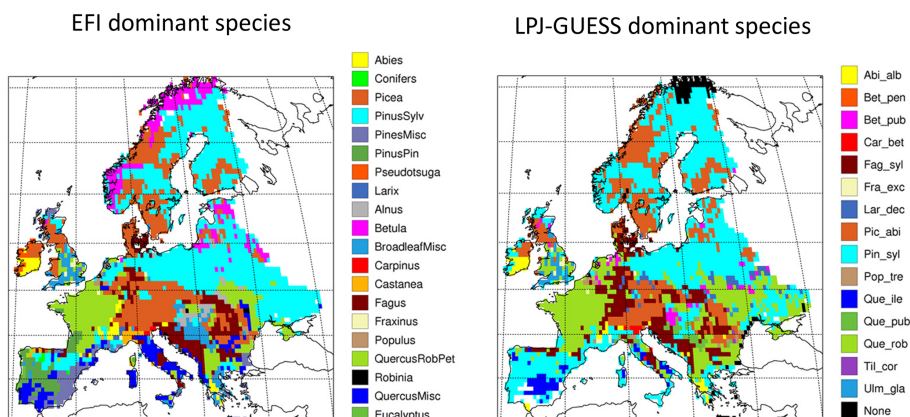 EFI dominant species
LPJ-GUESS dominant species
Abies
Conifers
Picea
PinusSylv
PinesMisc
PinusPin
Pseudotsuga
Larix
Alnus
Betula
BroadleafMisc
Carpinus
Castanea
Fagus
Fraxinus
Populus
QuercusRobPet
Robinia
QuercusMisc
Eucalyptus
Abi_alb
Bet_pen
Bet_pub
Car_bet
Fag_syl
Fra_exc
Lar_dec
Pic_abi
Pin_syl
Pop_tre
Que_ile
Que_pub
Que_rob
Til_cor
Ulm_gla
None